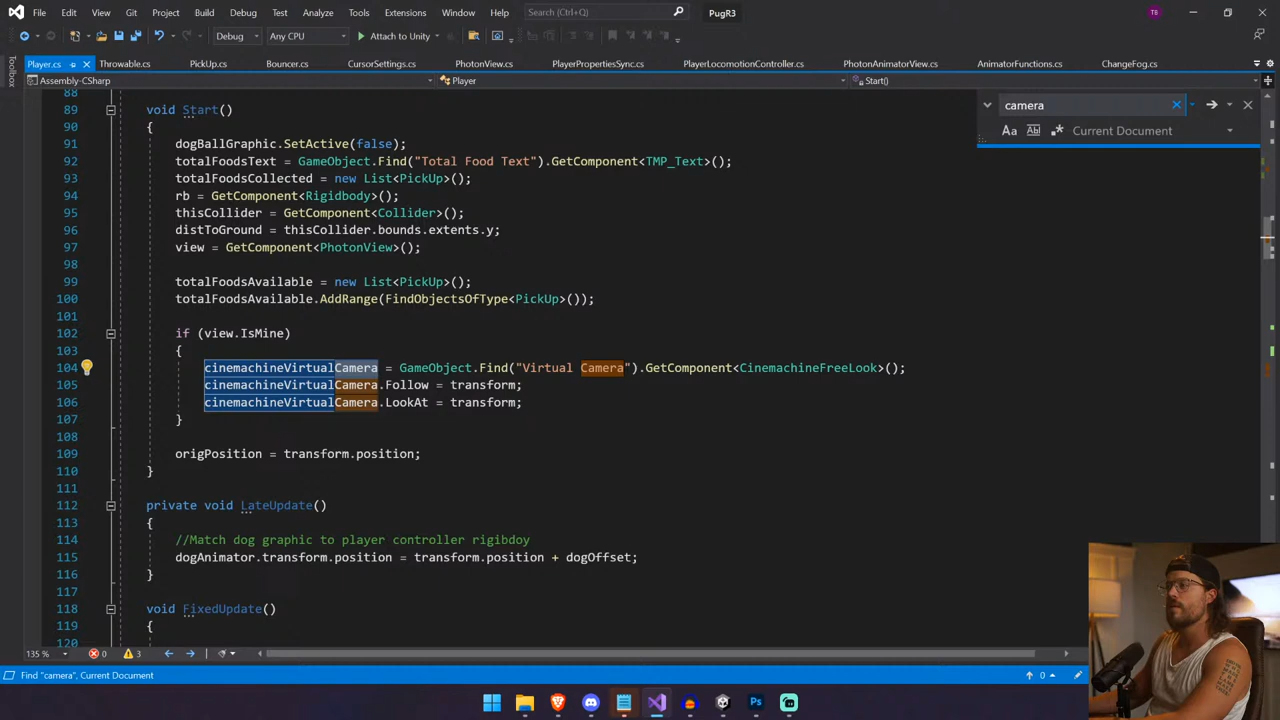 File Edit View Git Project Build Debug Test Analyze Tools Extensions Window Help Search (Ctrl+Q) PugR3 TB
Debug Any CPU Attach to Unity
Player.cs Throwable.cs PickUp.cs Bouncer.cs CursorSettings.cs PhotonView.cs PlayerPropertiesSync.cs PlayerLocomotionController.cs PhotonAnimatorView.cs AnimatorFunctions.cs ChangeFog.cs
Toolbox
Assembly-CSharp Player Start()
camera
Aa Ab Current Document
88
89 void Start()
90 {
91 dogBallGraphic.SetActive(false);
92 totalFoodsText = GameObject.Find("Total Food Text").GetComponent<TMP_Text>();
93 totalFoodsCollected = new List<PickUp>();
94 rb = GetComponent<Rigidbody>();
95 thisCollider = GetComponent<Collider>();
96 distToGround = thisCollider.bounds.extents.y;
97 view = GetComponent<PhotonView>();
98
99 totalFoodsAvailable = new List<PickUp>();
100 totalFoodsAvailable.AddRange(FindObjectsOfType<PickUp>());
101
102 if (view.IsMine)
103 {
104 cinemachineVirtualCamera = GameObject.Find("Virtual Camera").GetComponent<CinemachineFreeLook>();
105 cinemachineVirtualCamera.Follow = transform;
106 cinemachineVirtualCamera.LookAt = transform;
107 }
108
109 origPosition = transform.position;
110 }
111
112 private void LateUpdate()
113 {
114 //Match dog graphic to player controller rigibdoy
115 dogAnimator.transform.position = transform.position + dogOffset;
116 }
117
118 void FixedUpdate()
119 {
120
135 % 0 3
Find "camera", Current Document 0
Ps